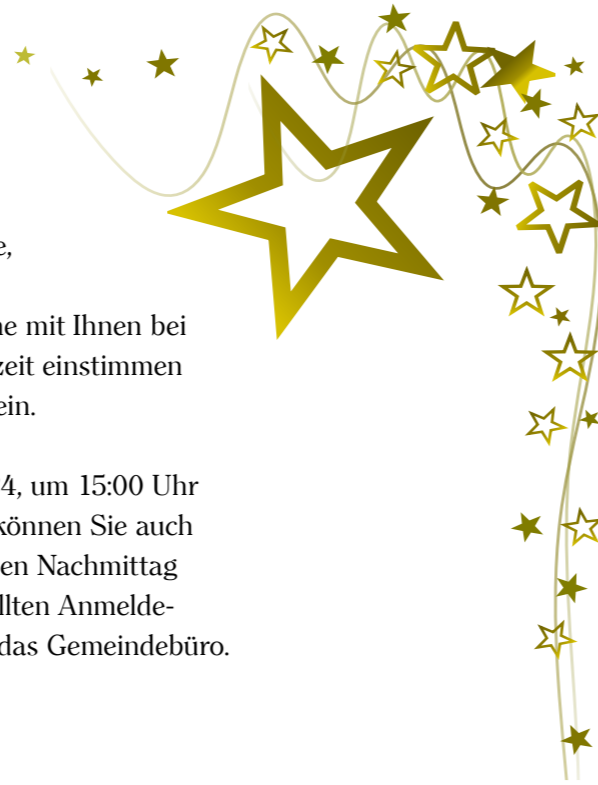 e,
ne mit Ihnen bei
zeit einstimmen
ein.
4, um 15:00 Uhr
können Sie auch
en Nachmittag
llten Anmelde-
das Gemeindebüro.